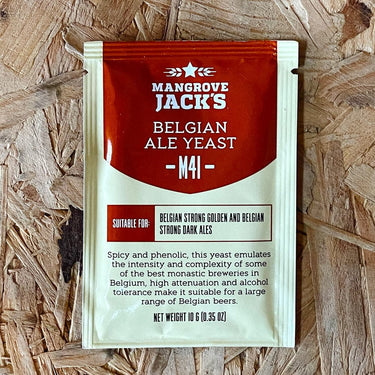 MANGROVE
JACK'S
BELGIAN
ALE YEAST
-M41-
SUITABLE FOR:
BELGIAN STRONG GOLDEN AND BELGIAN
STRONG DARK ALES
Spicy and phenolic, this yeast emulates
the intensity and complexity of some
of the best monastic breweries in
Belgium, high attenuation and alcohol
tolerance make it suitable for a large
range of Belgian beers.
NET WEIGHT 10 G (0.35 OZ)